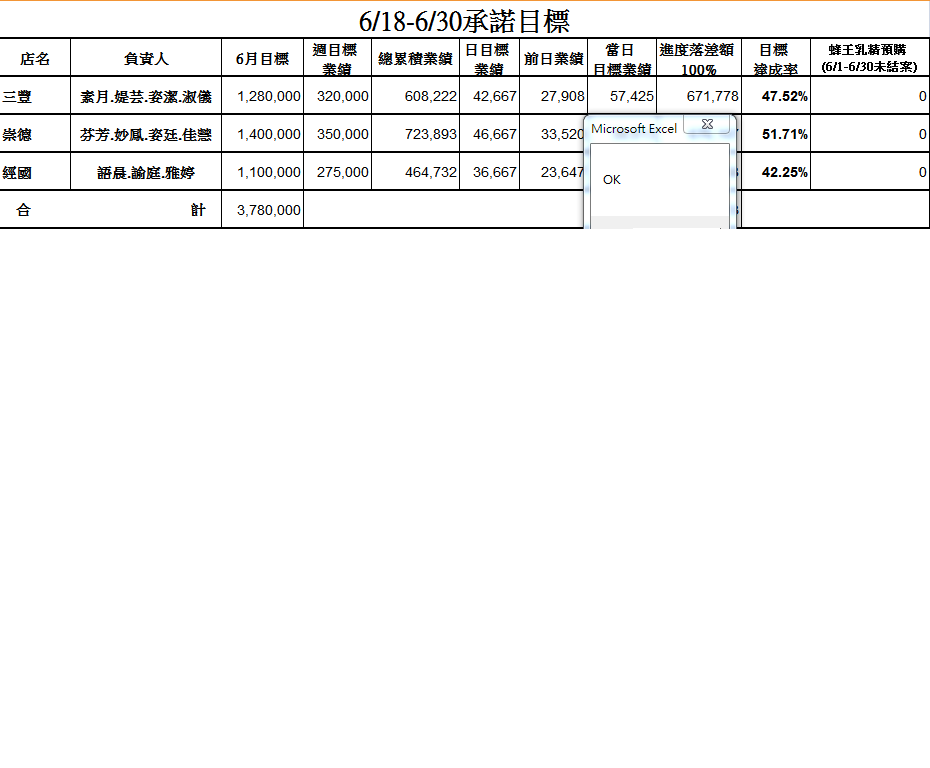 6/18-6/30承諾目標
店名 負責人 6月目標 週目標業績 總累積業績 日目標業績 前日業績 當日目標業績 進度落差額100% 目標達成率 蜂王乳精預購(6/1-6/30未結案)
三豐 素月.媞芸.姿潔.淑儀 1,280,000 320,000 608,222 42,667 27,908 57,425 671,778 47.52% 0
崇德 芬芳.妙鳳.姿廷.佳慧 1,400,000 350,000 723,893 46,667 33,520 51.71% 0
Microsoft Excel
經國 語晨.諭庭.雅婷 1,100,000 275,000 464,732 36,667 23,647 42.25% 0
OK
合 計 3,780,000